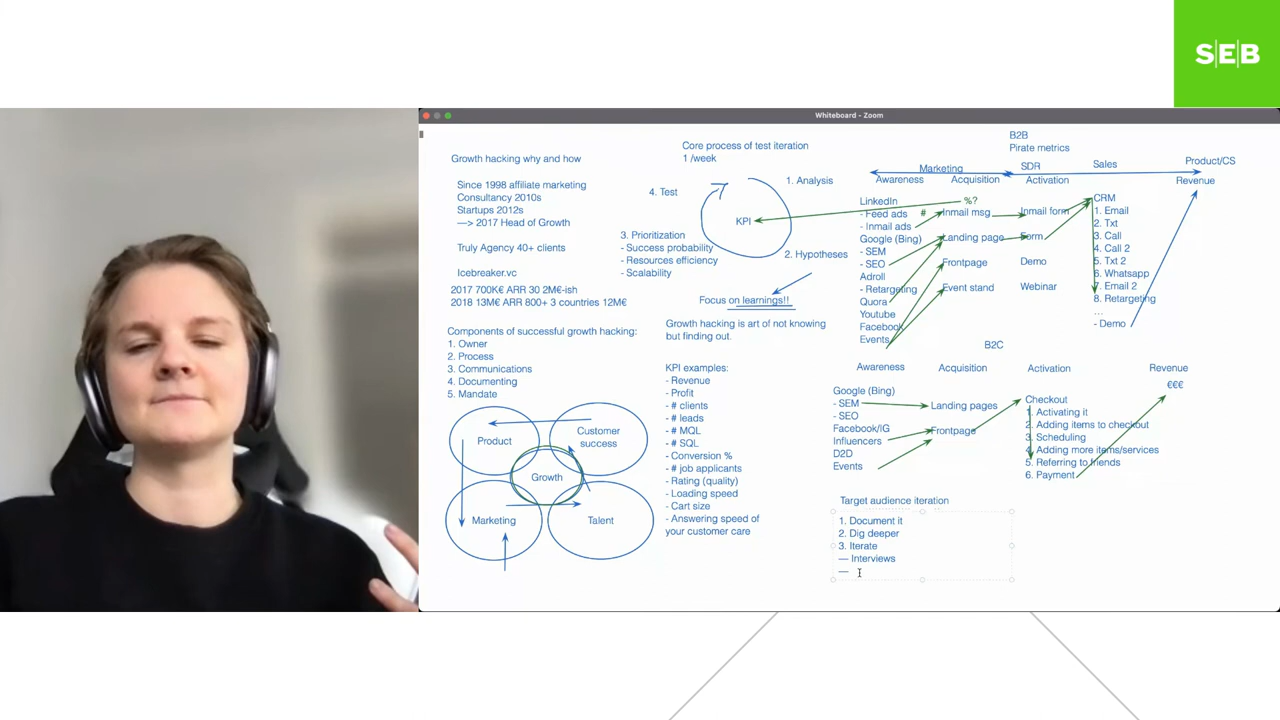 SEB
Whiteboard - Zoom
Growth hacking why and how
Since 1998 affiliate marketing
Consultancy 2010s
Startups 2012s
—> 2017 Head of Growth
Truly Agency 40+ clients
Icebreaker.vc
2017 700K€ ARR 30 2M€-ish
2018 13M€ ARR 800+ 3 countries 12M€
Components of successful growth hacking:
1. Owner
2. Process
3. Communications
4. Documenting
5. Mandate
Product
Customer
success
Growth
Marketing
Talent
Core process of test iteration
1 /week
1. Analysis
4. Test
KPI
3. Prioritization
- Success probability
- Resources efficiency
- Scalability
2. Hypotheses
Focus on learnings!!
Growth hacking is art of not knowing
but finding out.
KPI examples:
- Revenue
- Profit
- # clients
- # leads
- # MQL
- # SQL
- Conversion %
- # job applicants
- Rating (quality)
- Loading speed
- Cart size
- Answering speed of
your customer care
B2B
Pirate metrics
Marketing
SDR
Sales
Product/CS
Awareness
Acquisition
Activation
Revenue
LinkedIn
- Feed ads
- Inmail ads
Google (Bing)
- SEM
- SEO
Adroll
- Retargeting
Quora
Youtube
Facebook
Events
%?
#
Inmail msg
Landing page
Frontpage
Event stand
Inmail form
Form
Demo
Webinar
CRM
1. Email
2. Txt
3. Call
4. Call 2
5. Txt 2
6. Whatsapp
7. Email 2
8. Retargeting
...
- Demo
B2C
Awareness
Acquisition
Activation
Revenue
€€€
Google (Bing)
- SEM
- SEO
Facebook/IG
Influencers
D2D
Events
Landing pages
Frontpage
Checkout
1. Activating it
2. Adding items to checkout
3. Scheduling
4. Adding more items/services
5. Referring to friends
6. Payment
Target audience iteration
1. Document it
2. Dig deeper
3. Iterate
— Interviews
—